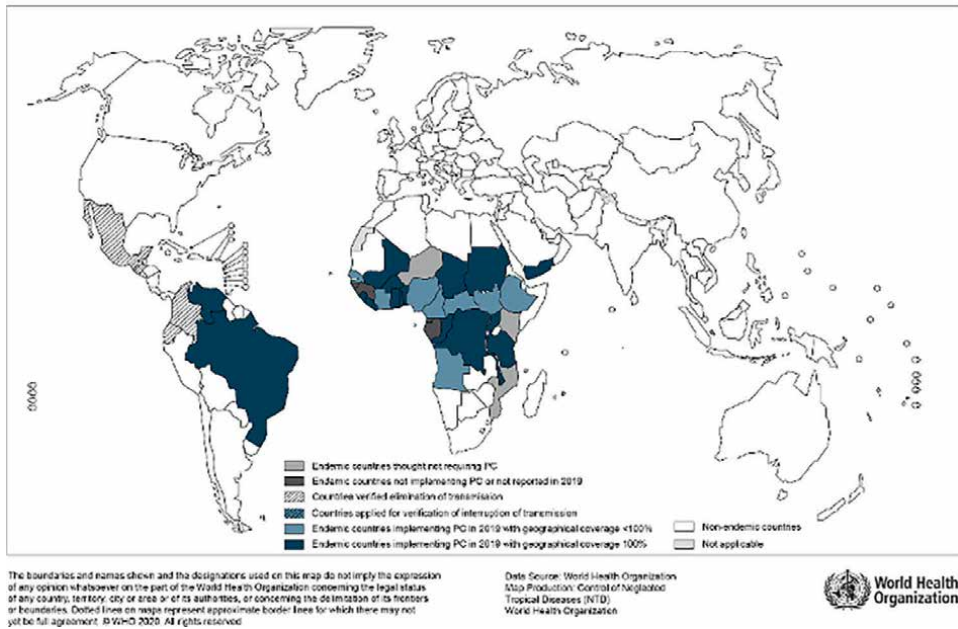 Endemic countries thought not requiring PC
Endemic countries not implementing PC or not reported in 2019
Countries verified elimination of transmission
Countries applied for verification of interruption of transmission
Endemic countries implementing PC in 2019 with geographical coverage <100%
Endemic countries implementing PC in 2019 with geographical coverage 100%
Non-endemic countries
Not applicable
The boundaries and names shown and the designations used on this map do not imply the expression
of any opinion whatsoever on the part of the World Health Organization concerning the legal status
of any country, territory, city or area or of its authorities, or concerning the delimitation of its frontiers
or boundaries. Dotted lines on maps represent approximate border lines for which there may not
yet be full agreement. © WHO 2020. All rights reserved
Data Source: World Health Organization
Map Production: Control of Neglected
Tropical Diseases (NTD)
World Health Organization
World Health
Organization